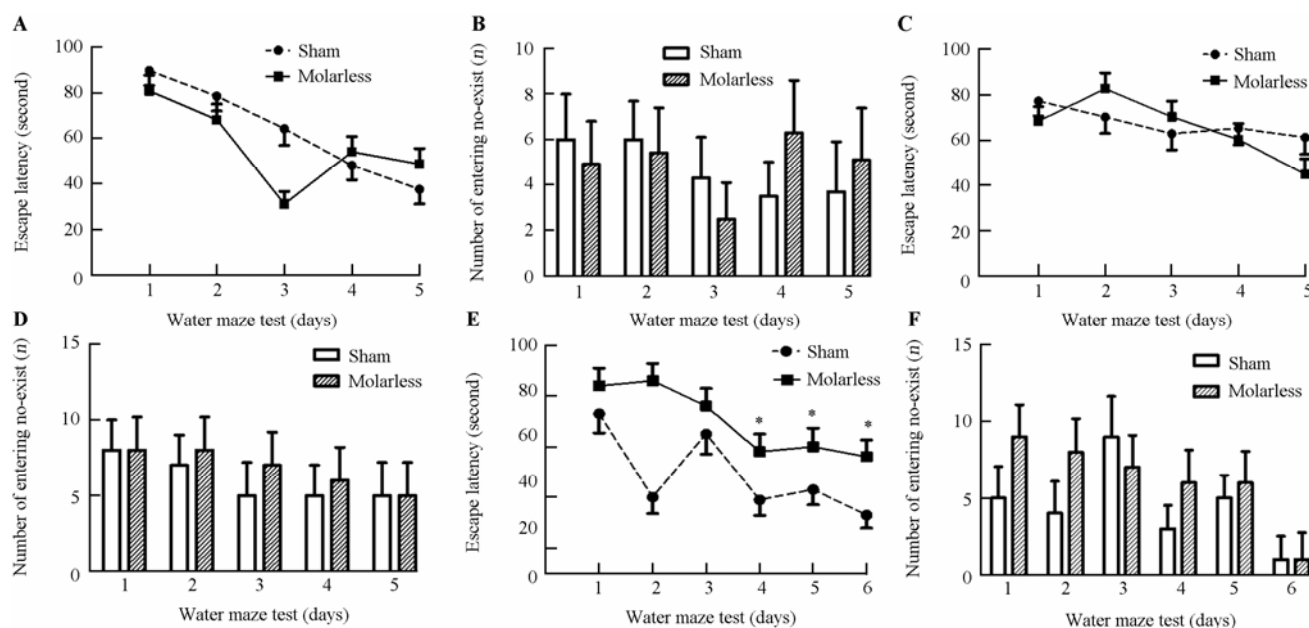 A
Escape latency (second)
100
80
60
40
20
0
Sham
Molarless
1 2 3 4 5
Water maze test (days)
B
Number of entering no-exist (n)
10
8
6
4
2
0
Sham
Molarless
1 2 3 4 5
Water maze test (days)
C
Escape latency (second)
100
80
60
40
60
0
Sham
Molarless
1 2 3 4 5
Water maze test (days)
D
Number of entering no-exist (n)
15
10
5
0
Sham
Molarless
1 2 3 4 5
Water maze test (days)
E
Escape latency (second)
100
80
60
40
20
0
Sham
Molarless
* * *
1 2 3 4 5 6
Water maze test (days)
F
Number of entering no-exist (n)
15
10
5
0
Sham
Molarless
1 2 3 4 5 6
Water maze test (days)